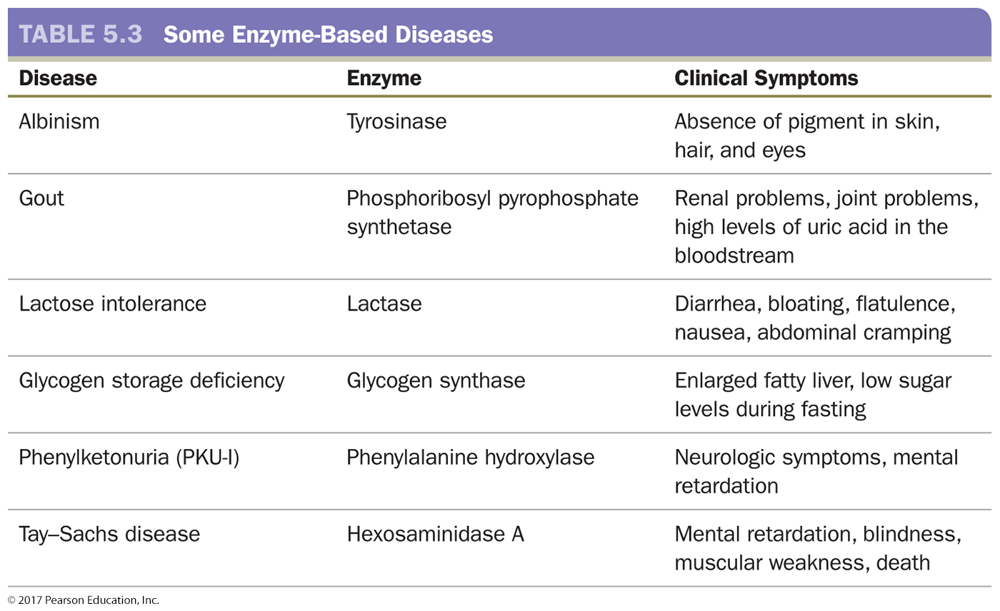 TABLE 5.3 Some Enzyme-Based Diseases
Disease Enzyme Clinical Symptoms
Albinism Tyrosinase Absence of pigment in skin,
hair, and eyes
Gout Phosphoribosyl pyrophosphate Renal problems, joint problems,
synthetase high levels of uric acid in the
bloodstream
Lactose intolerance Lactase Diarrhea, bloating, flatulence,
nausea, abdominal cramping
Glycogen storage deficiency Glycogen synthase Enlarged fatty liver, low sugar
levels during fasting
Phenylketonuria (PKU-I) Phenylalanine hydroxylase Neurologic symptoms, mental
retardation
Tay–Sachs disease Hexosaminidase A Mental retardation, blindness,
muscular weakness, death
© 2017 Pearson Education, Inc.